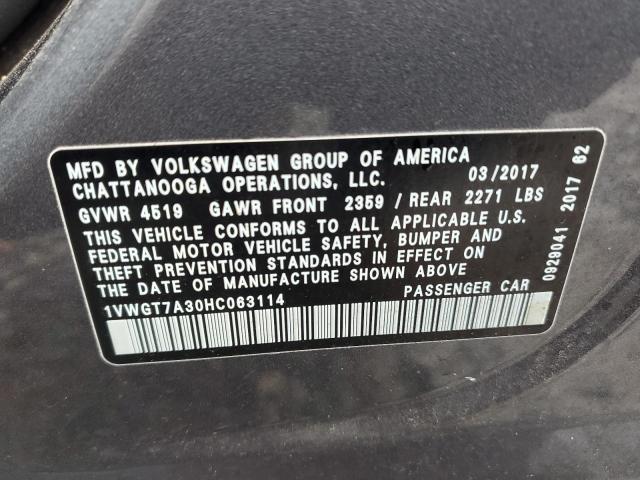 MFD BY VOLKSWAGEN GROUP OF AMERICA
CHATTANOOGA OPERATIONS, LLC. 03/2017
GVWR 4519 GAWR FRONT 2359 / REAR 2271 LBS
THIS VEHICLE CONFORMS TO ALL APPLICABLE U.S.
FEDERAL MOTOR VEHICLE SAFETY, BUMPER AND
THEFT PREVENTION STANDARDS IN EFFECT ON
THE DATE OF MANUFACTURE SHOWN ABOVE
1VWGT7A30HC063114 PASSENGER CAR
0929041 2017 62